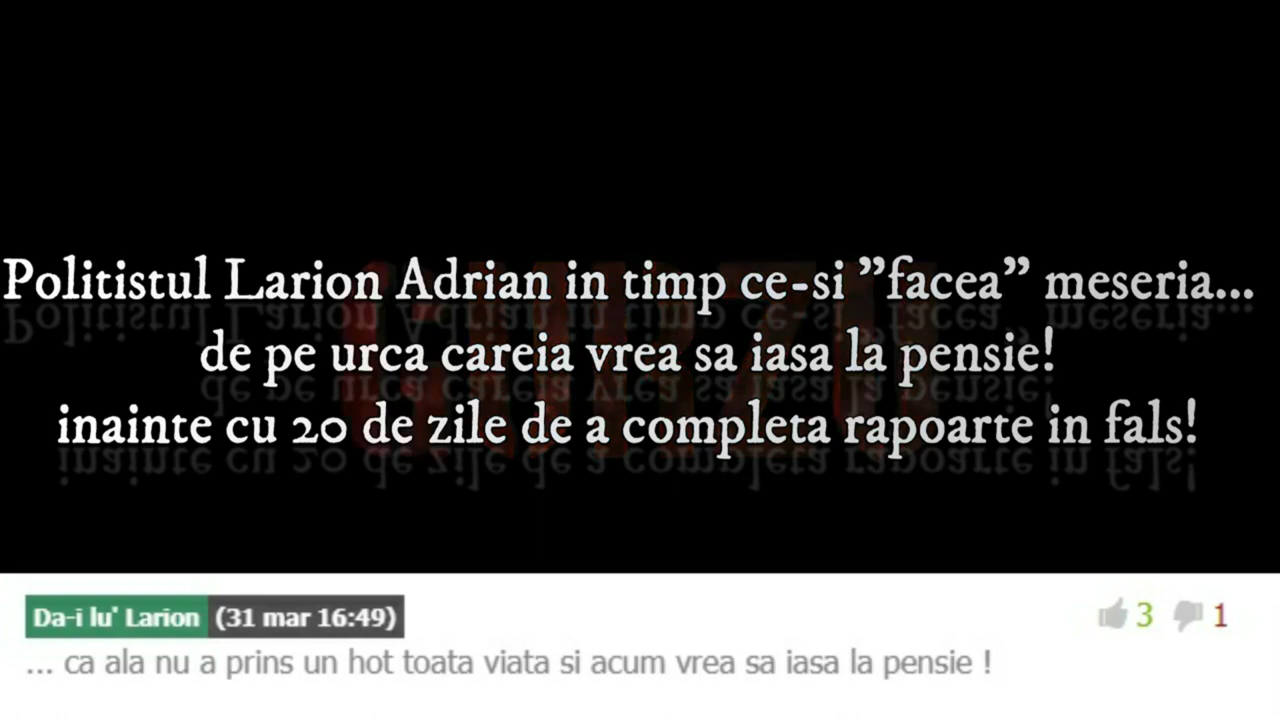 Politistul Larion Adrian in timp ce-si ”facea” meseria...
de pe urca careia vrea sa iasa la pensie!
inainte cu 20 de zile de a completa rapoarte in fals!
Da-i lu' Larion (31 mar 16:49) 3 1
... ca ala nu a prins un hot toata viata si acum vrea sa iasa la pensie !